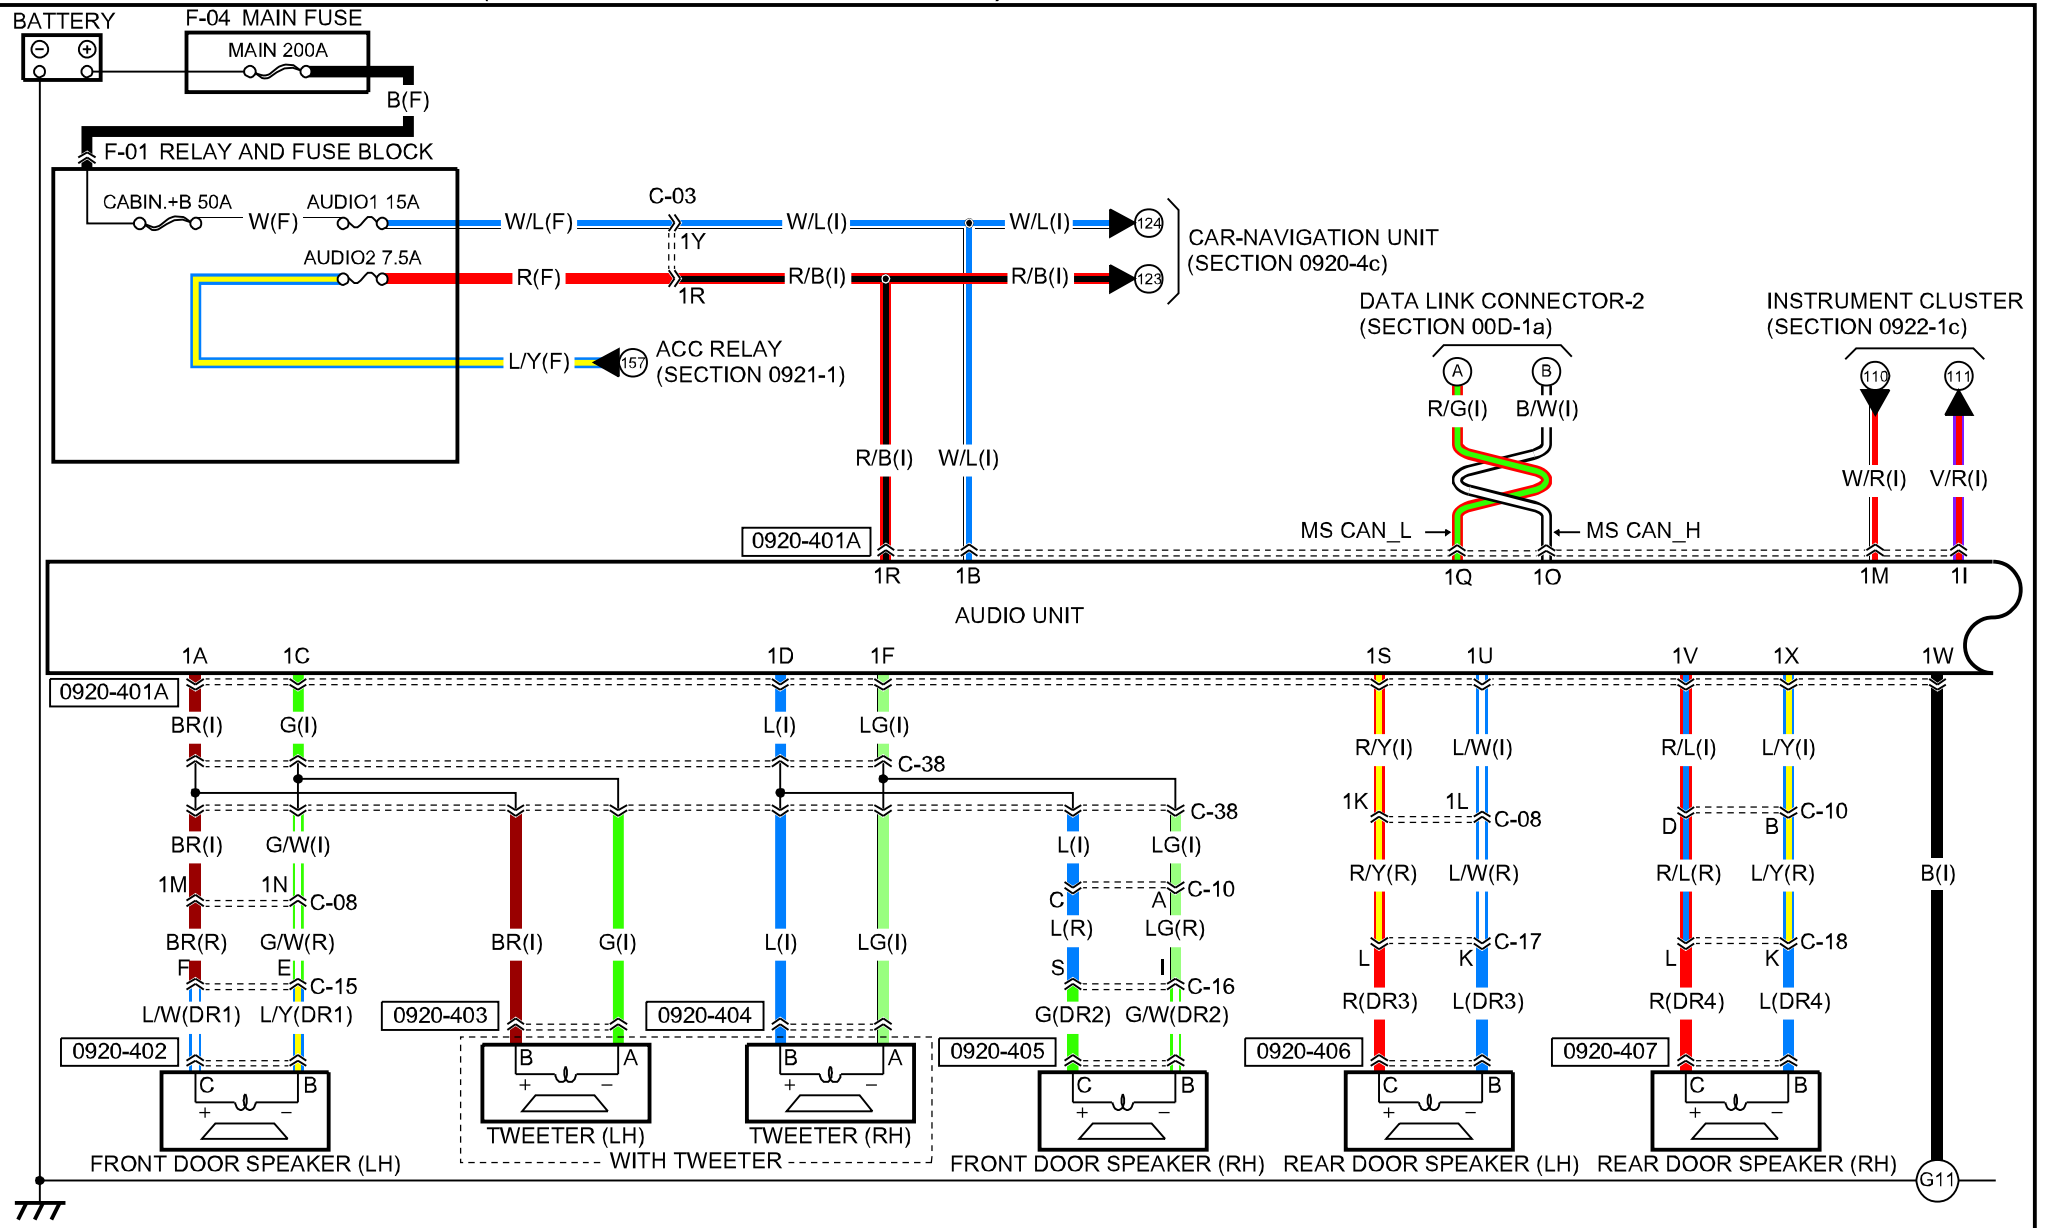 BATTERY
F-04 MAIN FUSE
MAIN 200A
B(F)
F-01 RELAY AND FUSE BLOCK
CABIN.+B 50A
W(F)
AUDIO1 15A
W/L(F)
C-03
1Y
W/L(I)
W/L(I)
124
AUDIO2 7.5A
R(F)
1R
R/B(I)
R/B(I)
123
CAR-NAVIGATION UNIT
(SECTION 0920-4c)
L/Y(F)
157
ACC RELAY
(SECTION 0921-1)
DATA LINK CONNECTOR-2
(SECTION 00D-1a)
INSTRUMENT CLUSTER
(SECTION 0922-1c)
A
B
110
111
R/G(I)
B/W(I)
R/B(I)
W/L(I)
W/R(I)
V/R(I)
MS CAN_L
MS CAN_H
0920-401A
1R
1B
1Q
1O
1M
1I
AUDIO UNIT
1A
1C
1D
1F
1S
1U
1V
1X
1W
0920-401A
BR(I)
G(I)
L(I)
LG(I)
R/Y(I)
L/W(I)
R/L(I)
L/Y(I)
C-38
C-38
1K
1L
C-08
D
B
C-10
BR(I)
G/W(I)
L(I)
LG(I)
R/Y(R)
L/W(R)
R/L(R)
L/Y(R)
B(I)
1M
1N
C-08
C
A
C-10
BR(R)
G/W(R)
BR(I)
G(I)
L(I)
LG(I)
L(R)
LG(R)
L
K
C-17
L
K
C-18
F
E
C-15
S
I
C-16
L/W(DR1)
L/Y(DR1)
0920-403
0920-404
G(DR2)
G/W(DR2)
R(DR3)
L(DR3)
R(DR4)
L(DR4)
0920-402
0920-405
0920-406
0920-407
C
B
+
−
B
A
+
−
B
A
+
−
C
B
+
−
C
B
+
−
C
B
+
−
TWEETER (LH)
TWEETER (RH)
WITH TWEETER
FRONT DOOR SPEAKER (LH)
FRONT DOOR SPEAKER (RH)
REAR DOOR SPEAKER (LH)
REAR DOOR SPEAKER (RH)
G11